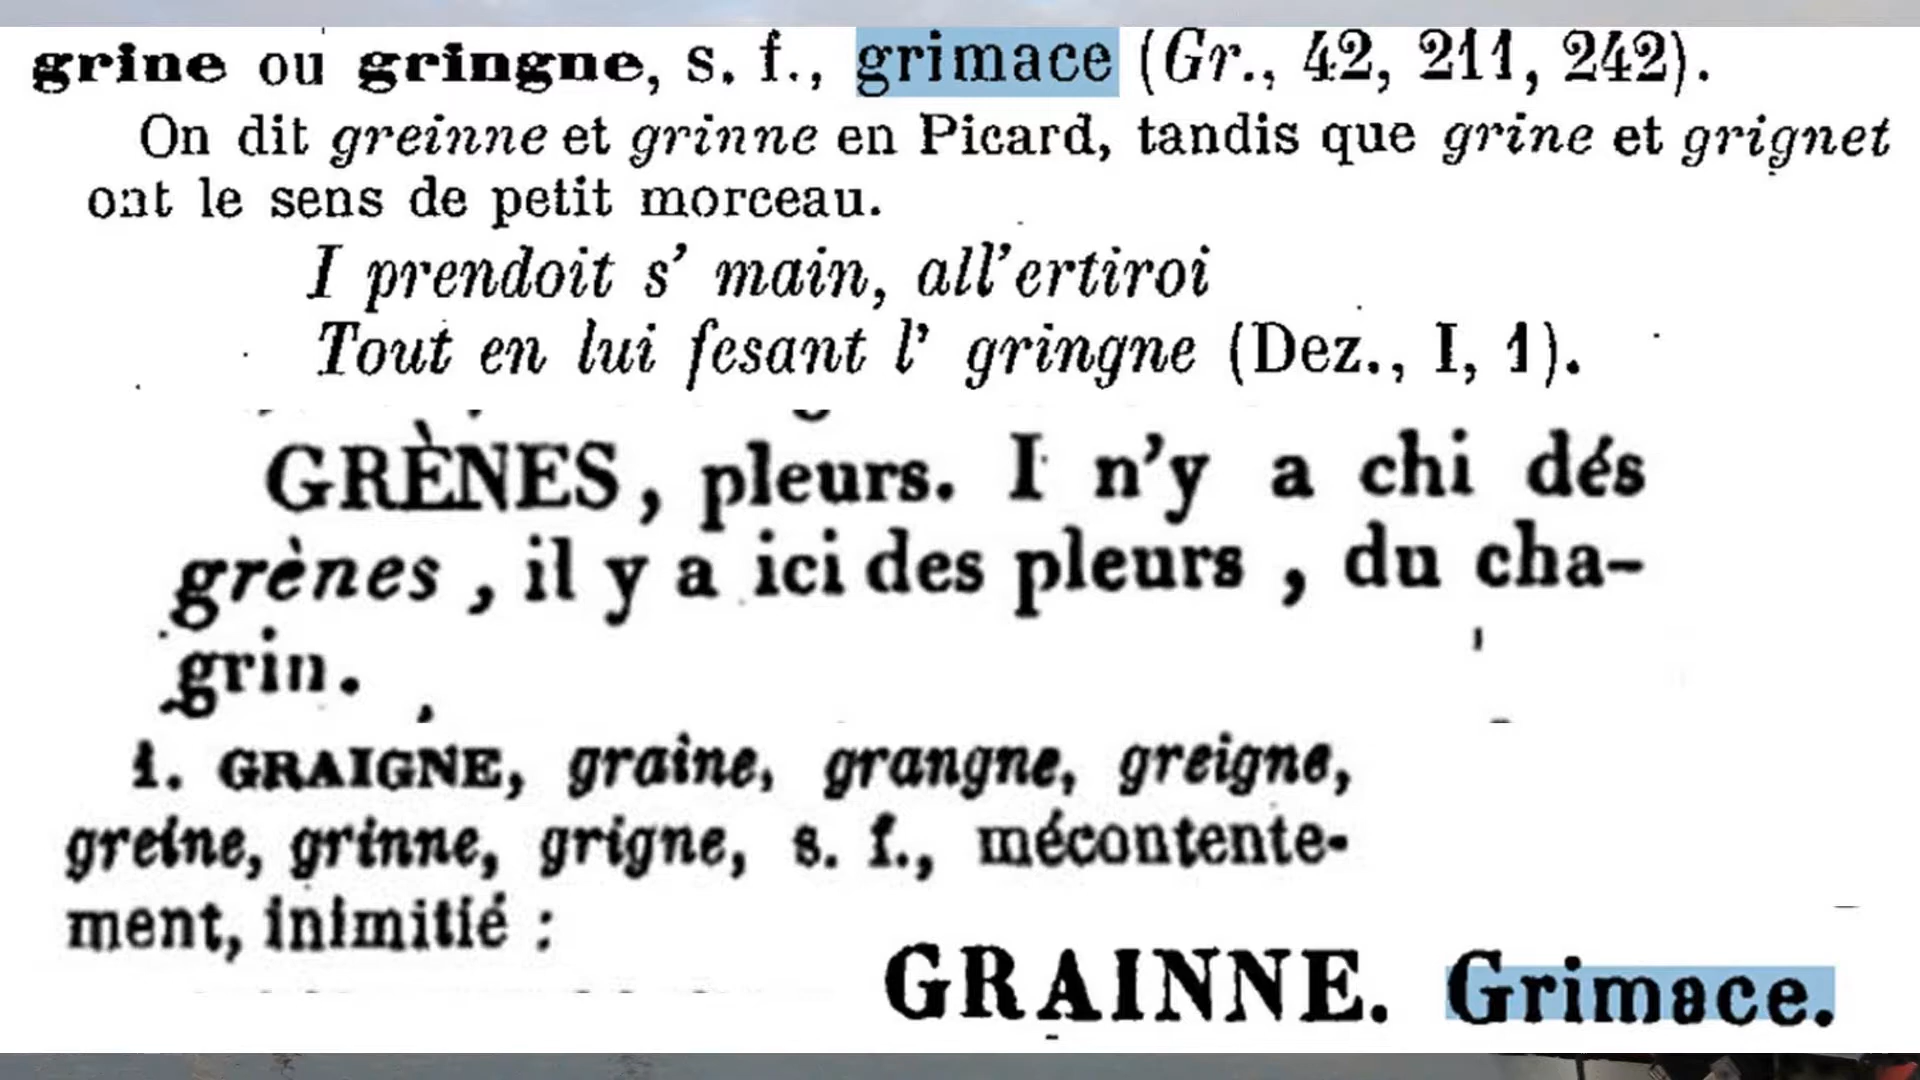 grine ou gringne, s. f., grimace (Gr., 42, 211, 242).
On dit greinne et grinne en Picard, tandis que grine et grignet
ont le sens de petit morceau.
I prendoit s' main, all'ertiroi
Tout en lui fesant l' gringne (Dez., I, 1).
GRÈNES, pleurs. I n'y a chi dés
grènes, il y a ici des pleurs, du cha-
grin.
1. GRAIGNE, graîne, grangne, greigne,
greine, grinne, grigne, s. f., mécontente-
ment, inimitié :
GRAINNE. Grimace.